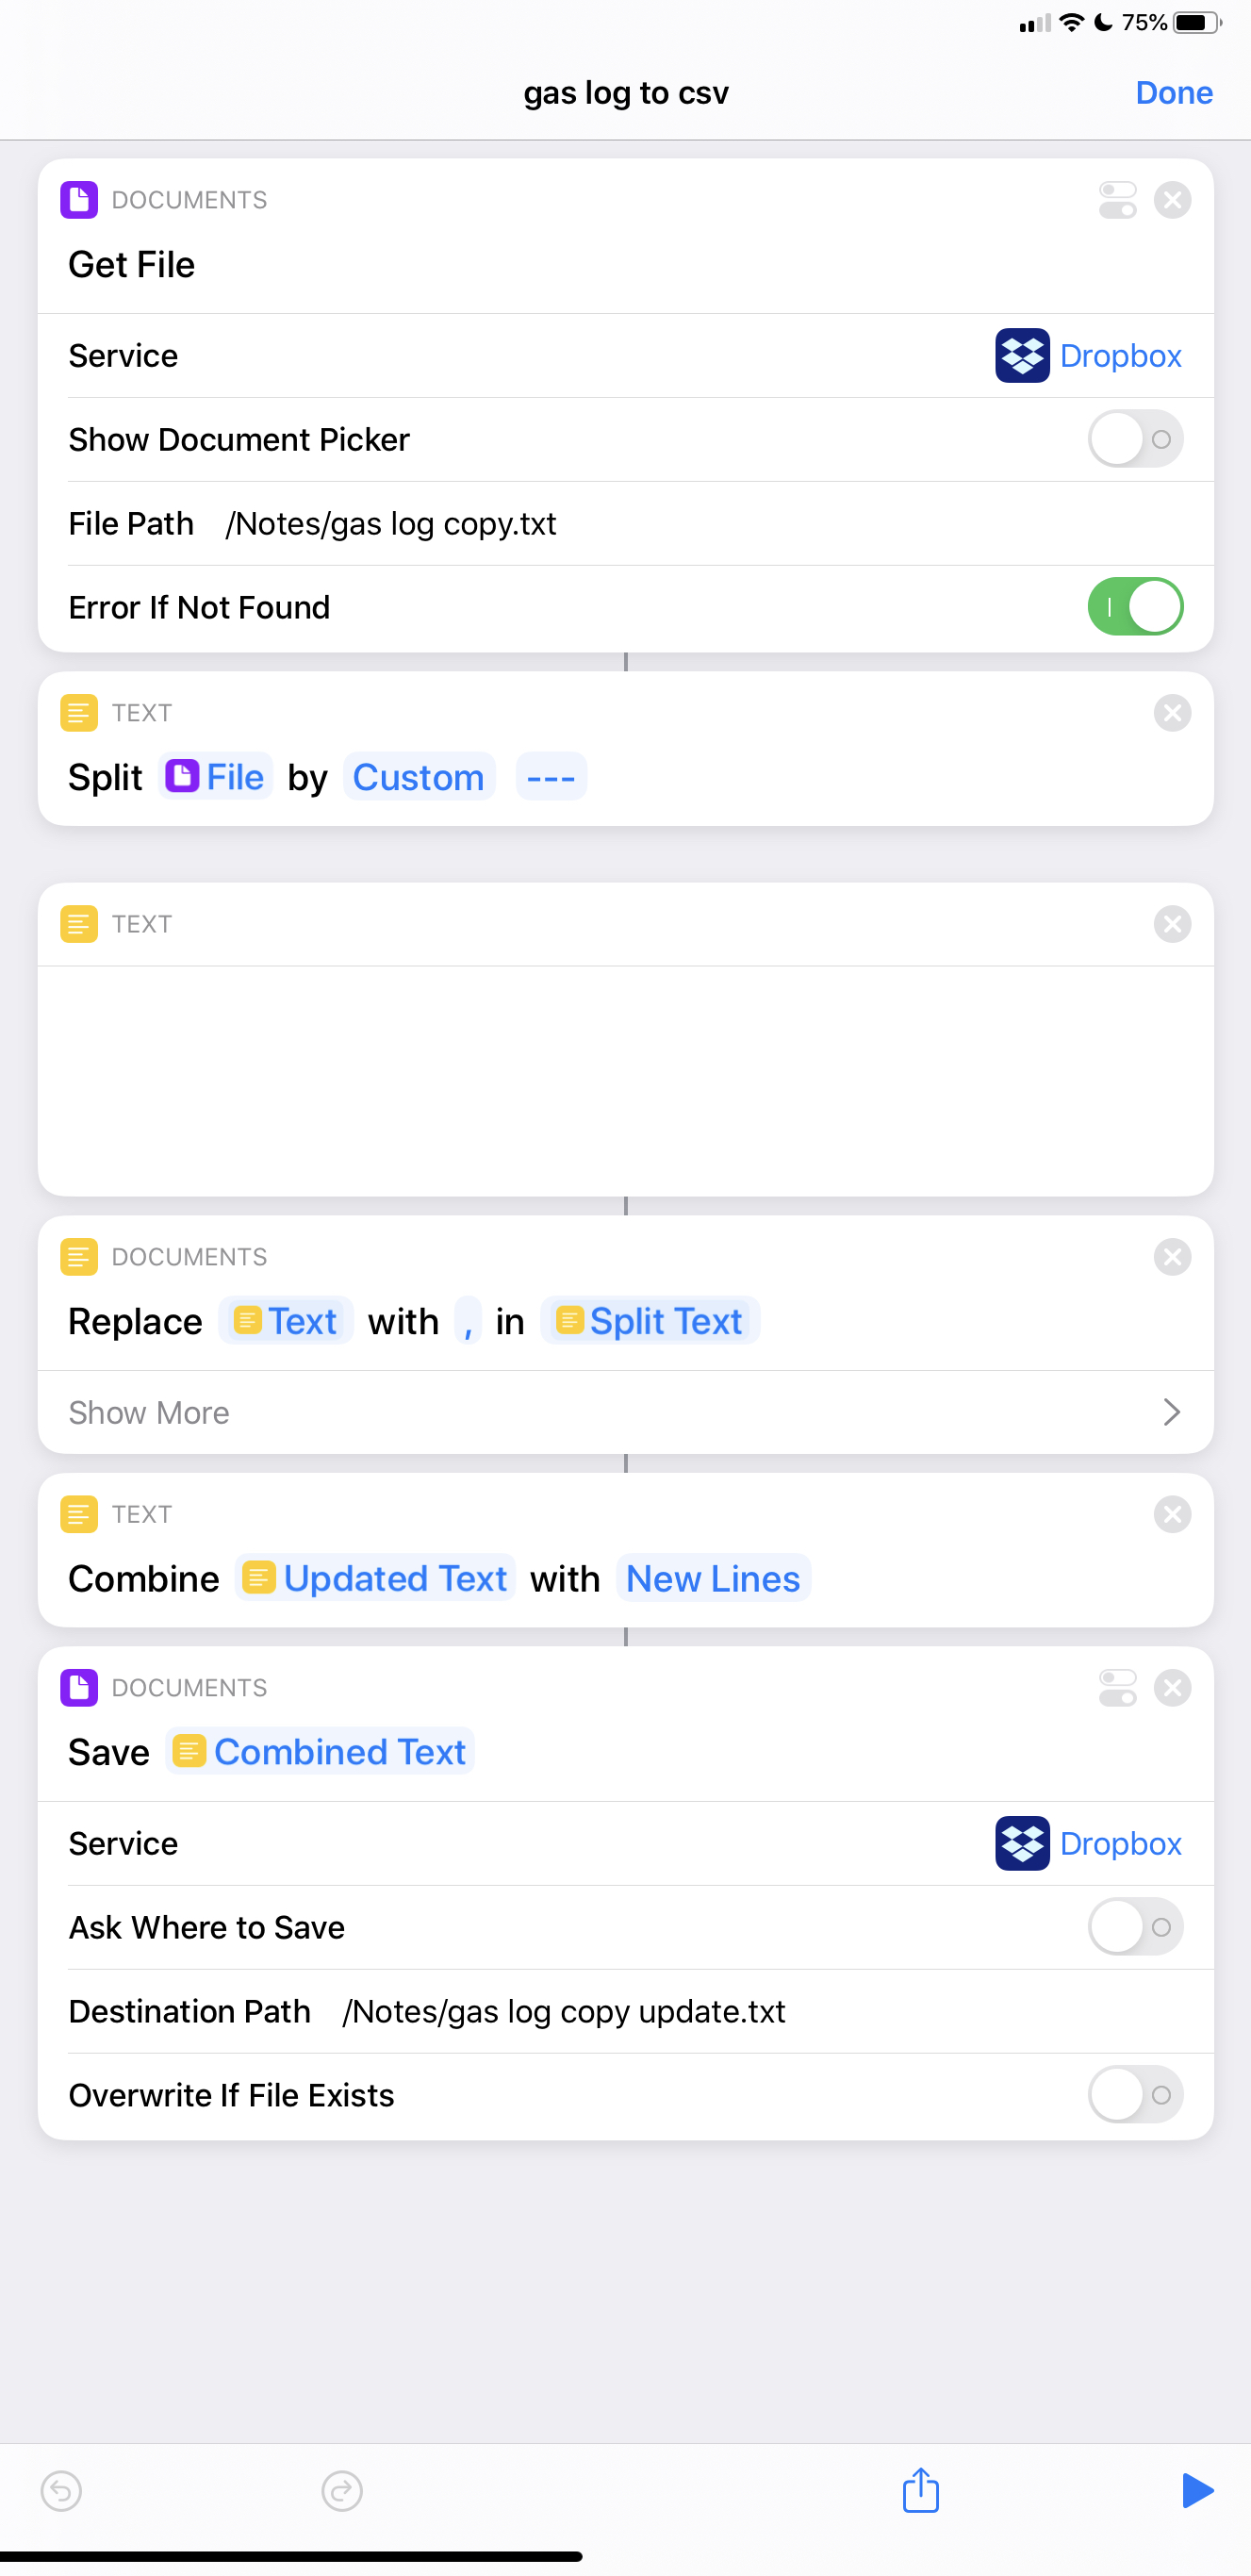 75%
gas log to csv Done
DOCUMENTS
Get File
Service Dropbox
Show Document Picker
File Path /Notes/gas log copy.txt
Error If Not Found
TEXT
Split File by Custom ---
TEXT
DOCUMENTS
Replace Text with , in Split Text
Show More
TEXT
Combine Updated Text with New Lines
DOCUMENTS
Save Combined Text
Service Dropbox
Ask Where to Save
Destination Path /Notes/gas log copy update.txt
Overwrite If File Exists